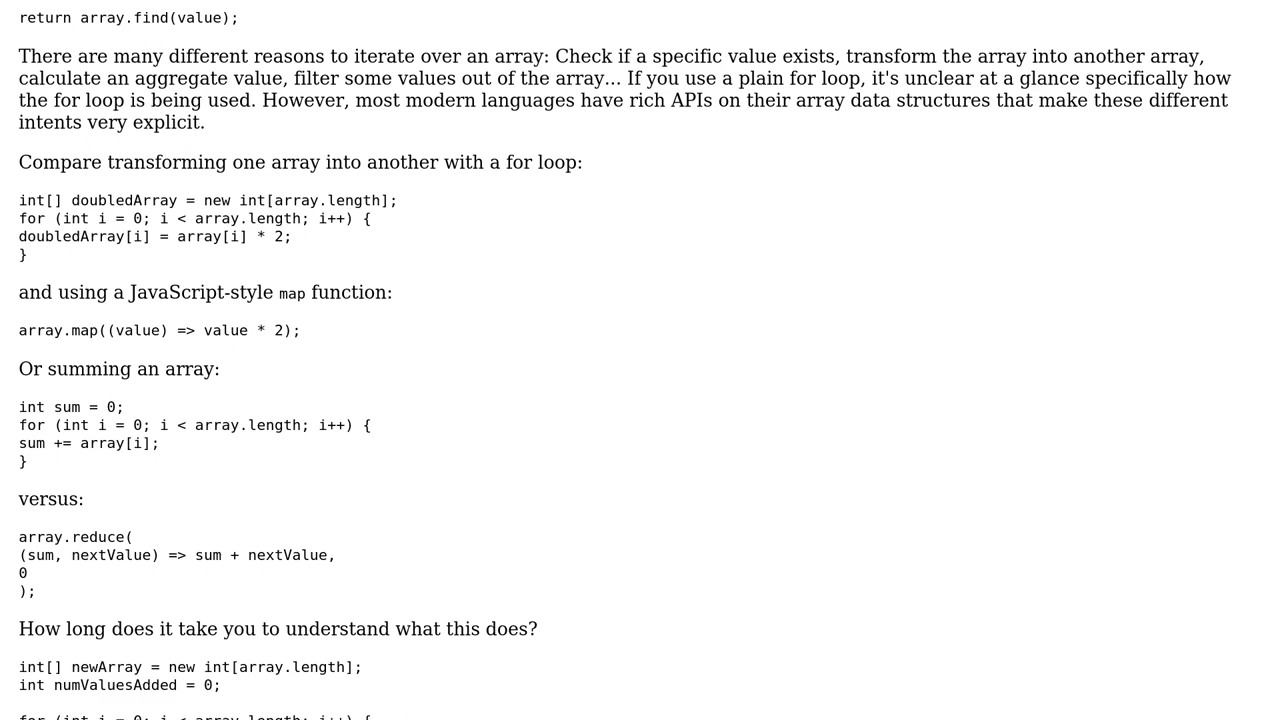 return array.find(value);
There are many different reasons to iterate over an array: Check if a specific value exists, transform the array into another array,
calculate an aggregate value, filter some values out of the array... If you use a plain for loop, it's unclear at a glance specifically how
the for loop is being used. However, most modern languages have rich APIs on their array data structures that make these different
intents very explicit.
Compare transforming one array into another with a for loop:
int[] doubledArray = new int[array.length];
for (int i = 0; i < array.length; i++) {
doubledArray[i] = array[i] * 2;
}
and using a JavaScript-style map function:
array.map((value) => value * 2);
Or summing an array:
int sum = 0;
for (int i = 0; i < array.length; i++) {
sum += array[i];
}
versus:
array.reduce(
(sum, nextValue) => sum + nextValue,
0
);
How long does it take you to understand what this does?
int[] newArray = new int[array.length];
int numValuesAdded = 0;
for (int i = 0; i < array.length; i++) {